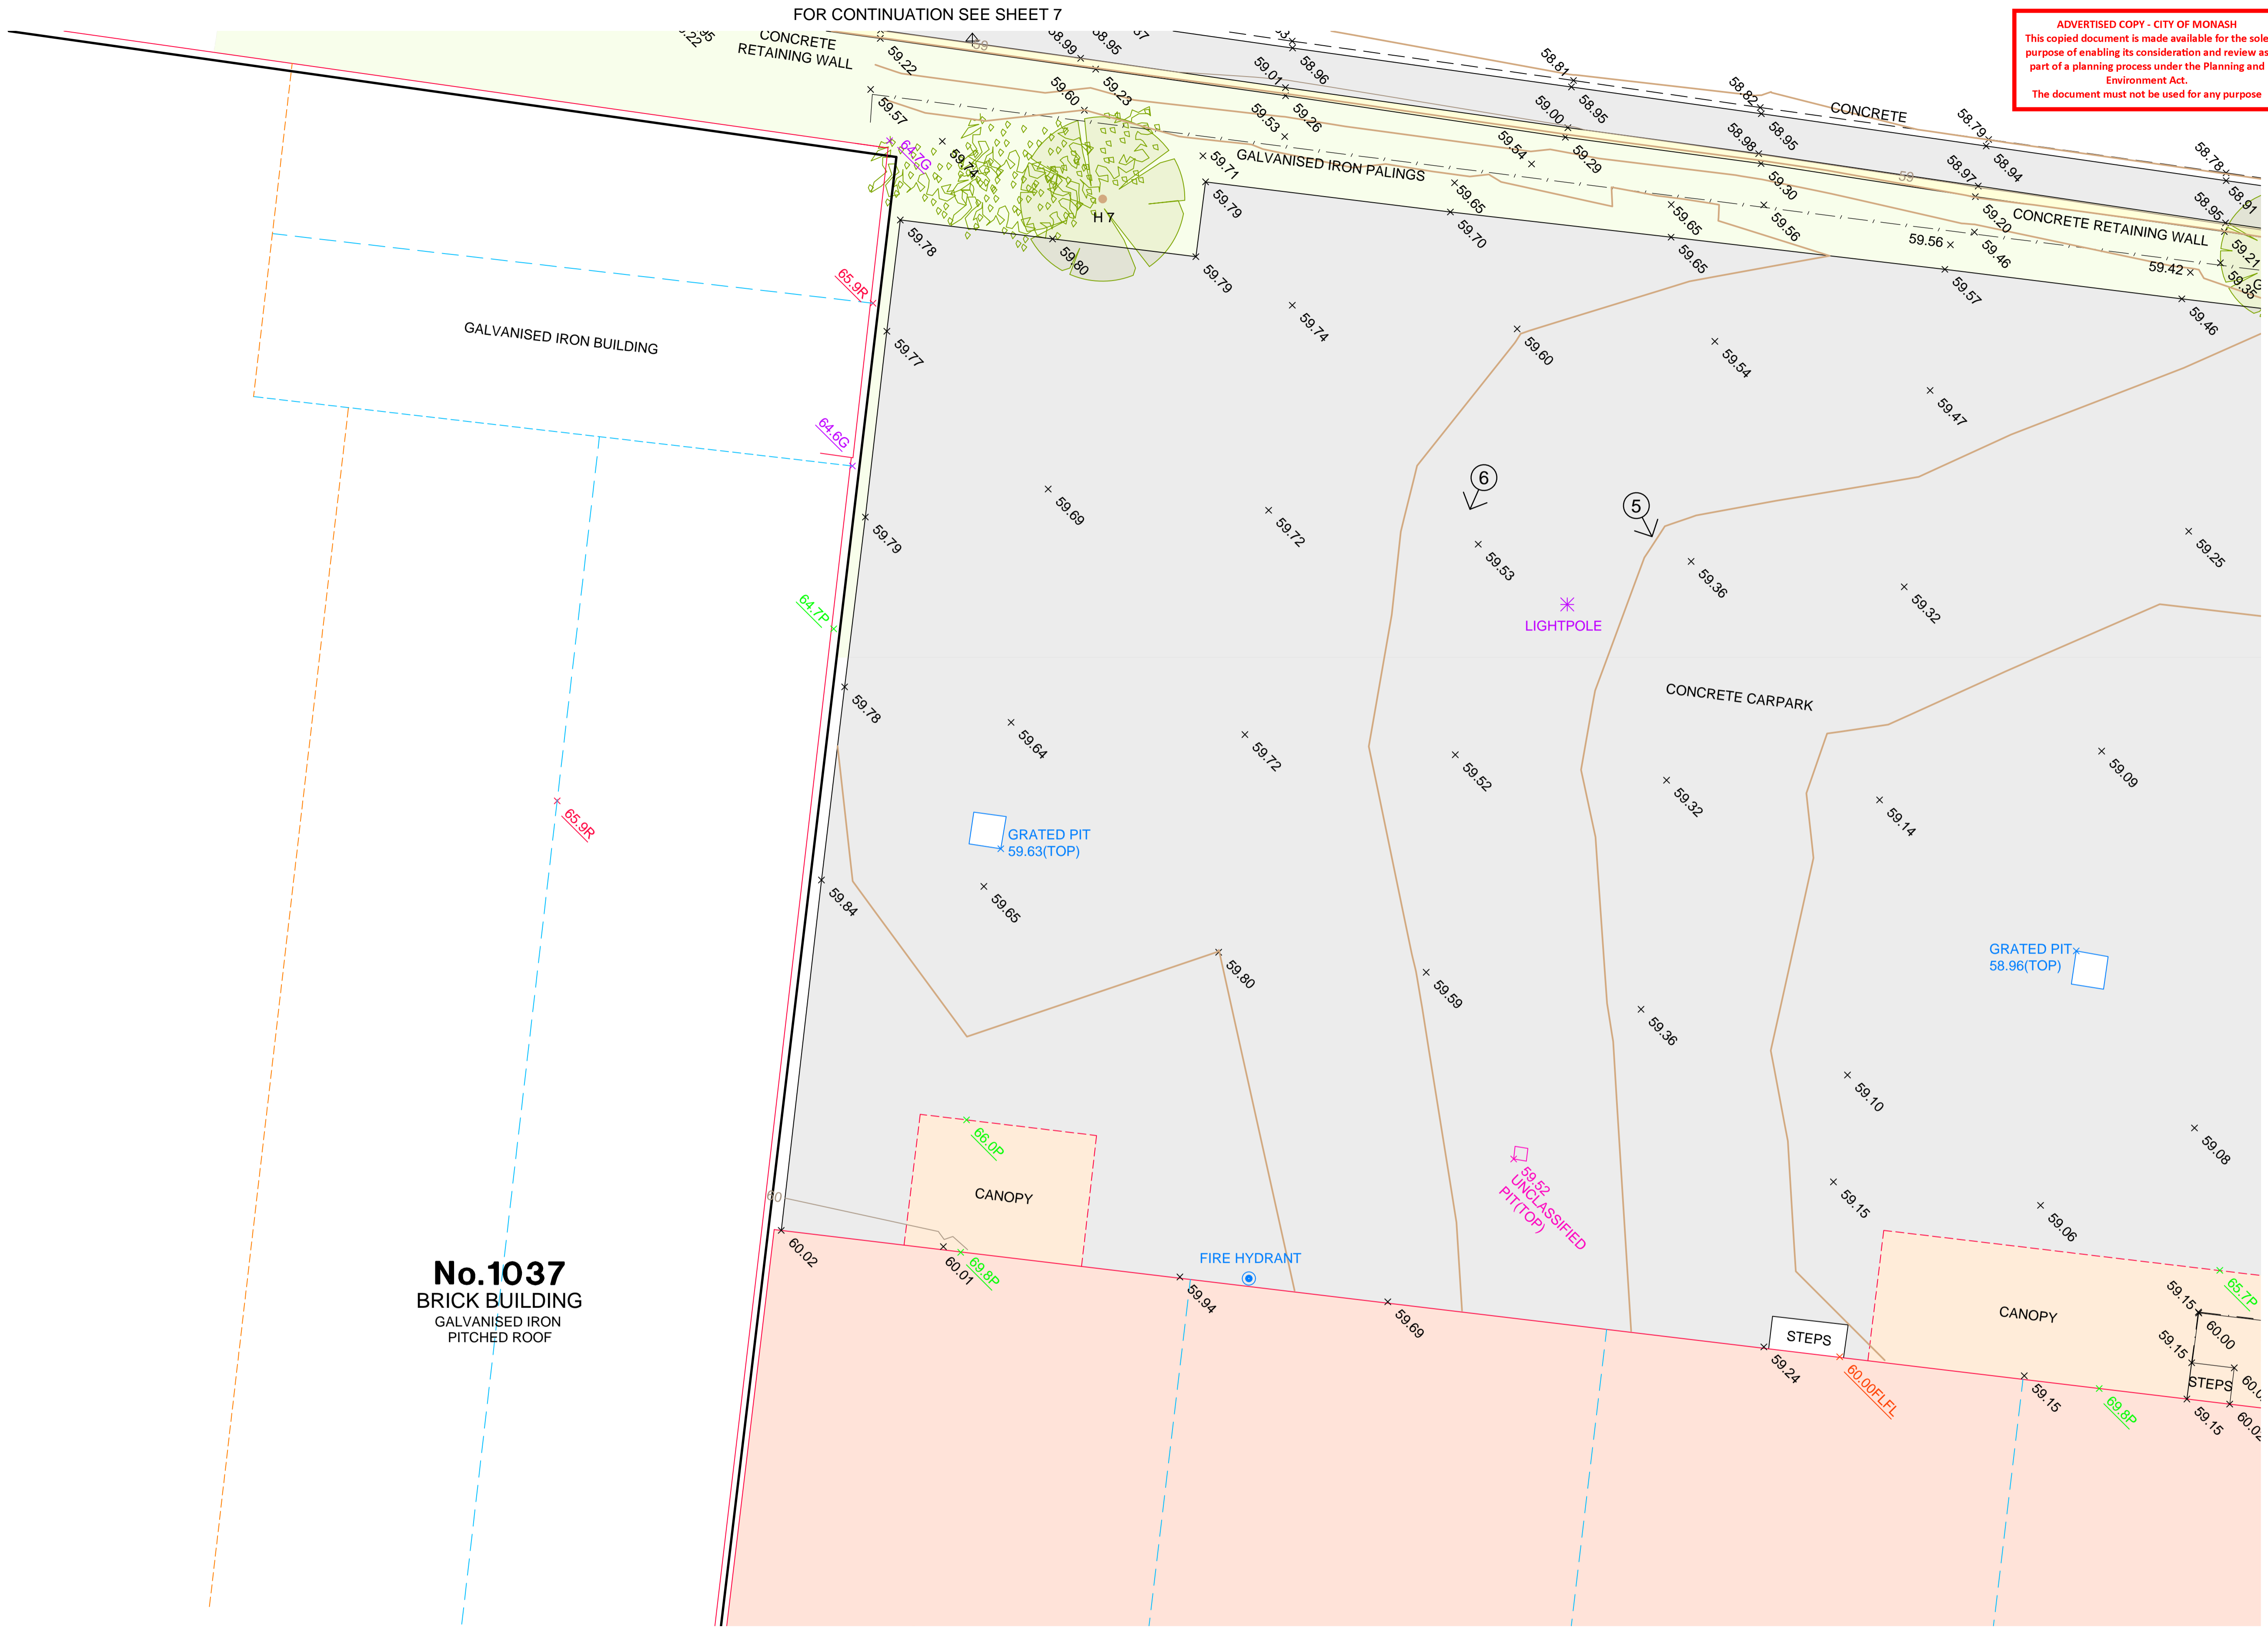 FOR CONTINUATION SEE SHEET 7
ADVERTISED COPY - CITY OF MONASH
This copied document is made available for the sole
purpose of enabling its consideration and review as
part of a planning process under the Planning and
Environment Act.
The document must not be used for any purpose
CONCRETE
RETAINING WALL
59.22
59
58.99
58.95
59.23
59.01
58.96
59.26
58.81
58.95
59.00
59.29
58.82
58.95
58.98
59.30
CONCRETE
58.79
58.94
58.97
59.20
59
58.78
58.91
58.95
59.21
CONCRETE RETAINING WALL
59.57
59.60
59.53
59.54
GALVANISED IRON PALINGS
64.7G
59.74
H 7
59.71
59.79
59.65
59.70
59.65
59.65
59.56
59.56
59.46
59.42
59.35
59.78
59.80
59.79
59.57
59.46
65.9R
GALVANISED IRON BUILDING
59.77
59.74
59.60
59.54
59.47
64.6G
59.79
59.69
59.72
6
5
59.53
59.36
59.32
59.25
LIGHTPOLE
64.7P
59.78
CONCRETE CARPARK
59.64
59.72
59.52
59.32
59.14
59.09
65.9R
GRATED PIT
59.63(TOP)
59.84
59.65
59.80
59.59
59.36
GRATED PIT
58.96(TOP)
59.10
59.08
66.0P
CANOPY
59.52
UNCLASSIFIED
PIT(TOP)
59.15
59.06
60
60.02
60.01
69.8P
59.94
FIRE HYDRANT
59.69
STEPS
59.24
60.00FLFL
CANOPY
65.7P
59.15
60.00
59.15
STEPS
59.15
69.8P
59.15
60.02
No.1037
BRICK BUILDING
GALVANISED IRON
PITCHED ROOF